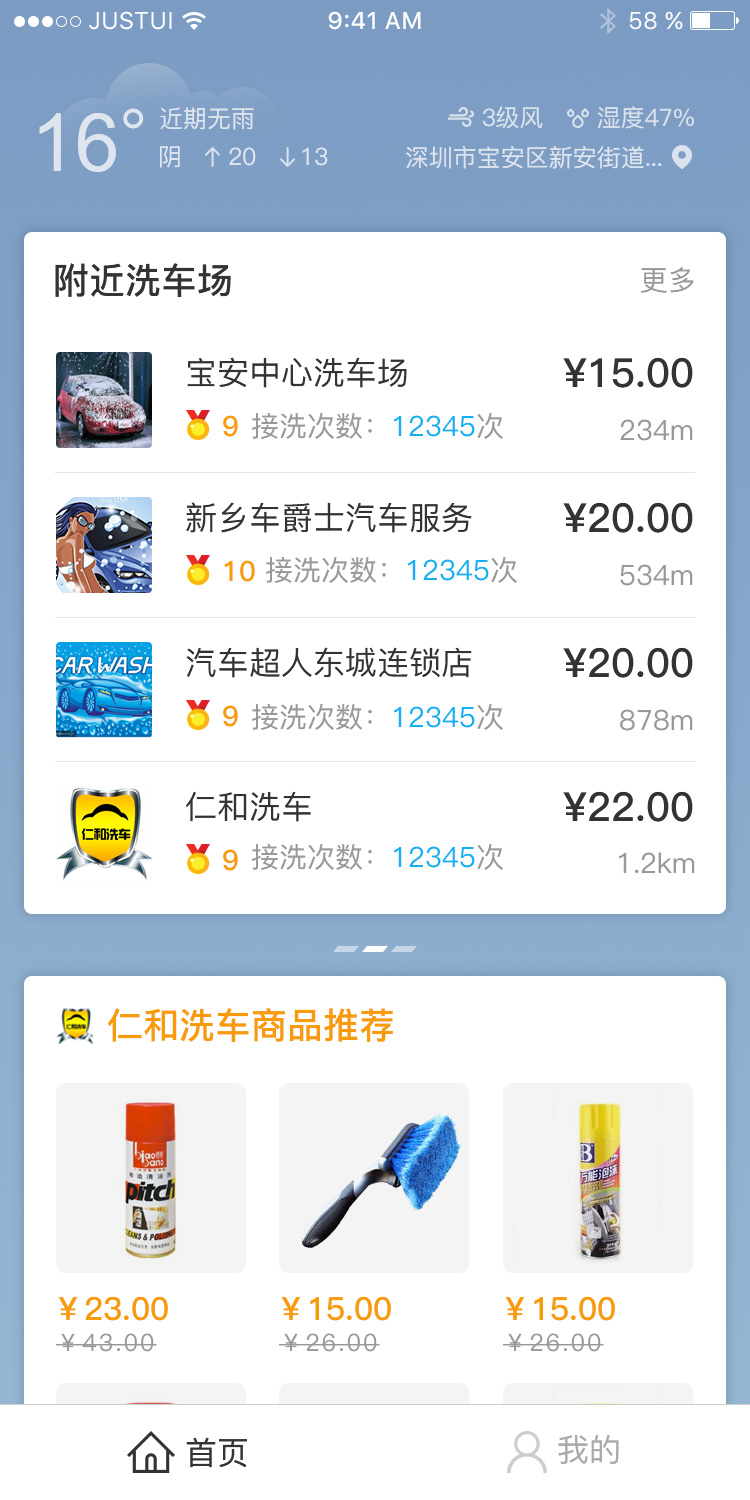 JUSTUI 9:41 AM 58 %
16° 近期无雨 3级风 湿度47%
阴 ↑ 20 ↓ 13 深圳市宝安区新安街道...
附近洗车场 更多
宝安中心洗车场 ¥15.00
9 接洗次数：12345次 234m
新乡车爵士汽车服务 ¥20.00
10 接洗次数：12345次 534m
CAR WASH
汽车超人东城连锁店 ¥20.00
9 接洗次数：12345次 878m
仁和洗车
仁和洗车 ¥22.00
9 接洗次数：12345次 1.2km
仁和洗车商品推荐
biaobang
pitch
CLEANS & POLISHES
B
万能泡沫
¥ 23.00 ¥ 15.00 ¥ 15.00
¥ 43.00 ¥ 26.00 ¥ 26.00
首页 我的